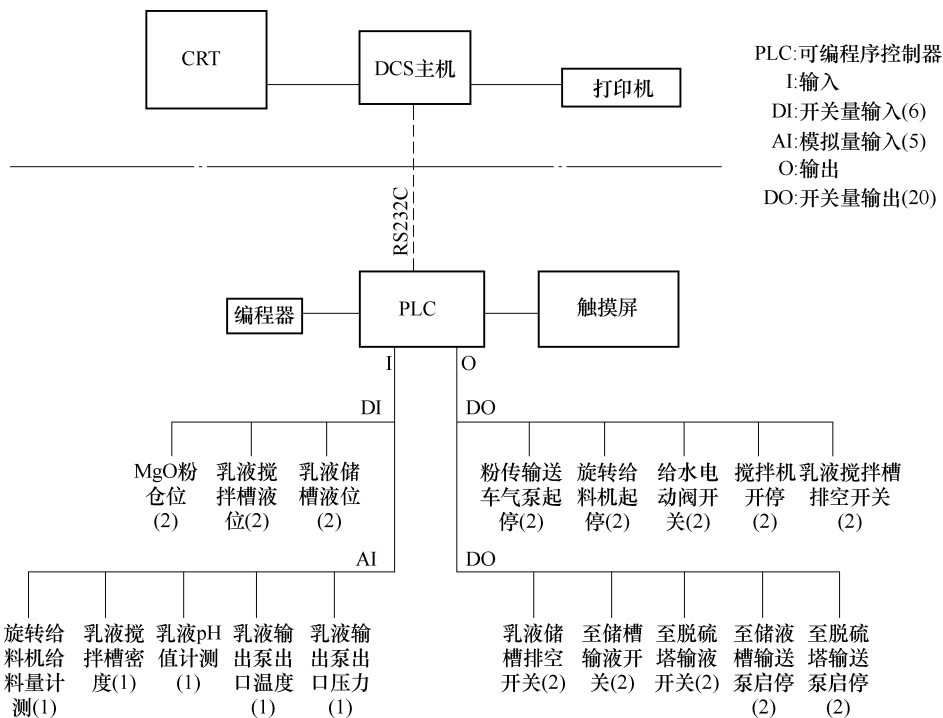 CRT
DCS主机
打印机
PLC:可编程序控制器
I:输入
DI:开关量输入(6)
AI:模拟量输入(5)
O:输出
DO:开关量输出(20)
RS232C
编程器
PLC
触摸屏
I
O
DI
DO
MgO粉
仓位
(2)
乳液搅
拌槽液
位(2)
乳液储
槽液位
(2)
粉传输送
车气泵起
停(2)
旋转给
料机起
停(2)
给水电
动阀开
关(2)
搅拌机
开停
(2)
乳液搅拌槽
排空开关
(2)
AI
DO
旋转给
料机给
料量计
测(1)
乳液搅
拌槽密
度(1)
乳液pH
值计测
(1)
乳液输
出泵出
口温度
(1)
乳液输
出泵出
口压力
(1)
乳液储
槽排空
开关(2)
至储槽
输液开
关(2)
至脱硫
塔输液
开关(2)
至储液
槽输送
泵启停
(2)
至脱硫
塔输送
泵启停
(2)